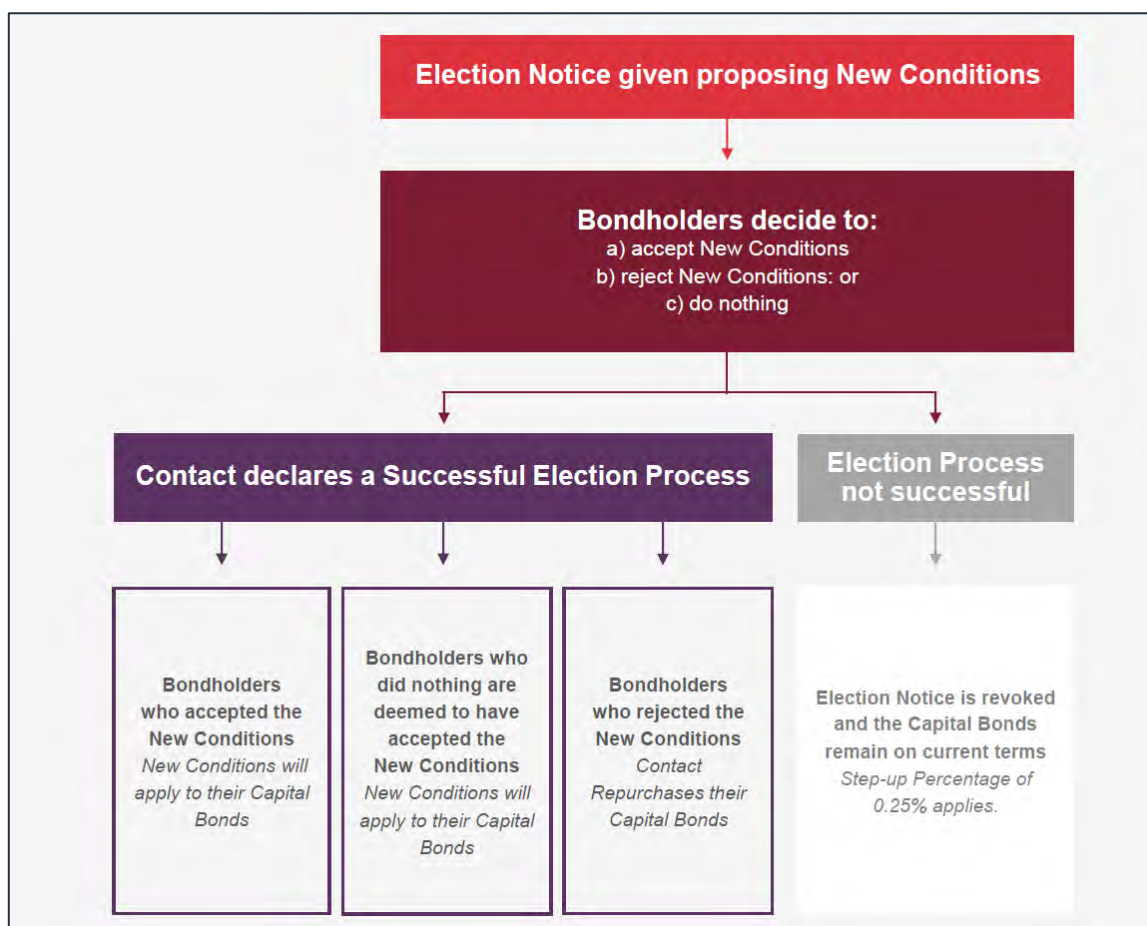 Election Notice given proposing New Conditions
Bondholders decide to:
a) accept New Conditions
b) reject New Conditions: or
c) do nothing
Contact declares a Successful Election Process
Election Process
not successful
Bondholders
who accepted the
New Conditions
New Conditions will
apply to their Capital
Bonds
Bondholders who
did nothing are
deemed to have
accepted the
New Conditions
New Conditions will
apply to their Capital
Bonds
Bondholders
who rejected the
New Conditions
Contact
Repurchases their
Capital Bonds
Election Notice is revoked
and the Capital Bonds
remain on current terms
Step-up Percentage of
0.25% applies.